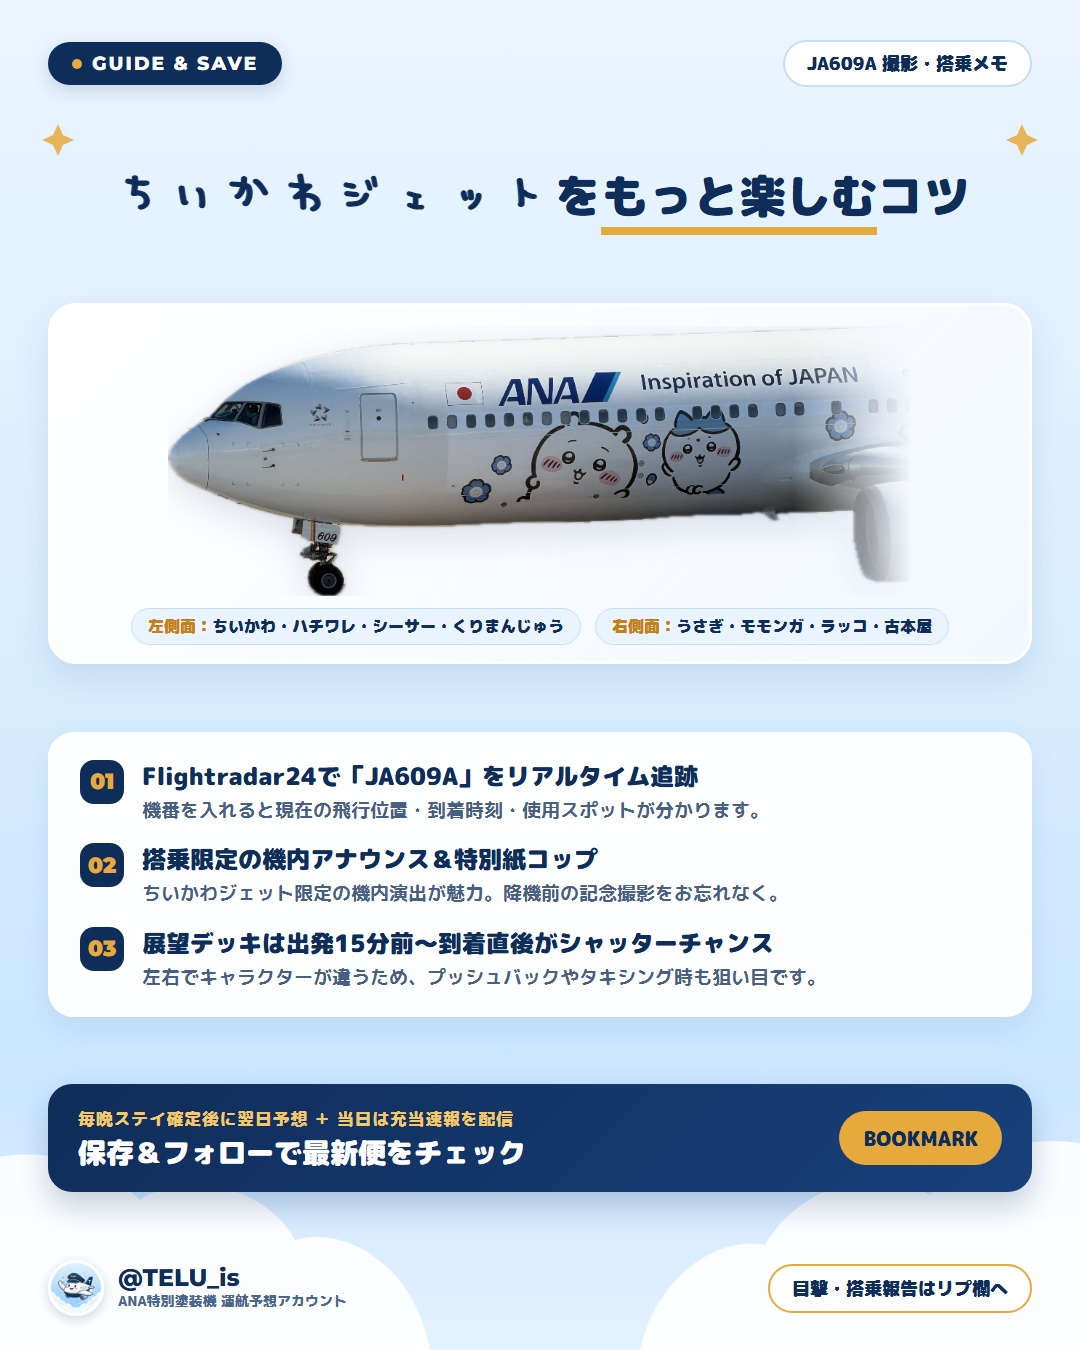 GUIDE & SAVE
JA609A 撮影・搭乗メモ
ちいかわジェットをもっと楽しむコツ
ANA Inspiration of JAPAN
609
左側面：ちいかわ・ハチワレ・シーサー・くりまんじゅう
右側面：うさぎ・モモンガ・ラッコ・古本屋
01 Flightradar24で「JA609A」をリアルタイム追跡
機番を入れると現在の飛行位置・到着時刻・使用スポットが分かります。
02 搭乗限定の機内アナウンス＆特別紙コップ
ちいかわジェット限定の機内演出が魅力。降機前の記念撮影をお忘れなく。
03 展望デッキは出発15分前〜到着直後がシャッターチャンス
左右でキャラクターが違うため、プッシュバックやタキシング時も狙い目です。
毎晩ステイ確定後に翌日予想 ＋ 当日は充当速報を配信
保存＆フォローで最新便をチェック
BOOKMARK
@TELU_is
ANA特別塗装機 運航予想アカウント
目撃・搭乗報告はリプ欄へ